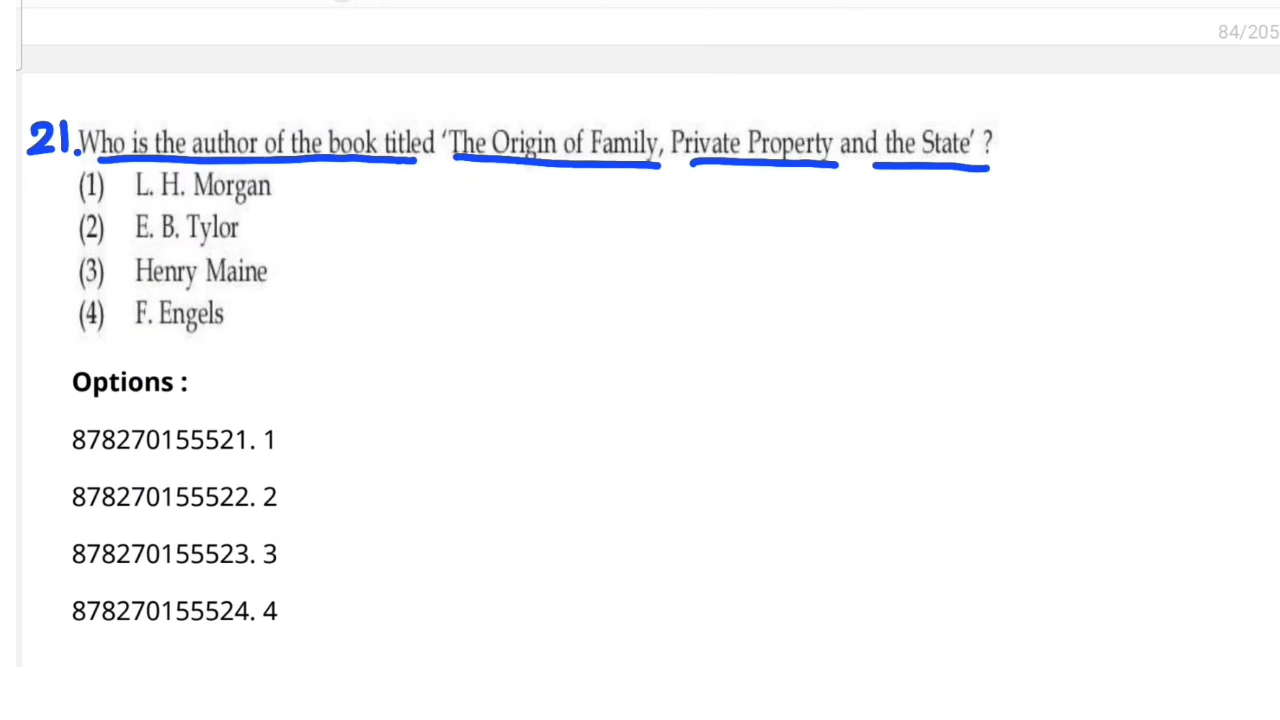 84/205
21. Who is the author of the book titled ‘The Origin of Family, Private Property and the State’ ?
(1) L. H. Morgan
(2) E. B. Tylor
(3) Henry Maine
(4) F. Engels
Options :
878270155521. 1
878270155522. 2
878270155523. 3
878270155524. 4